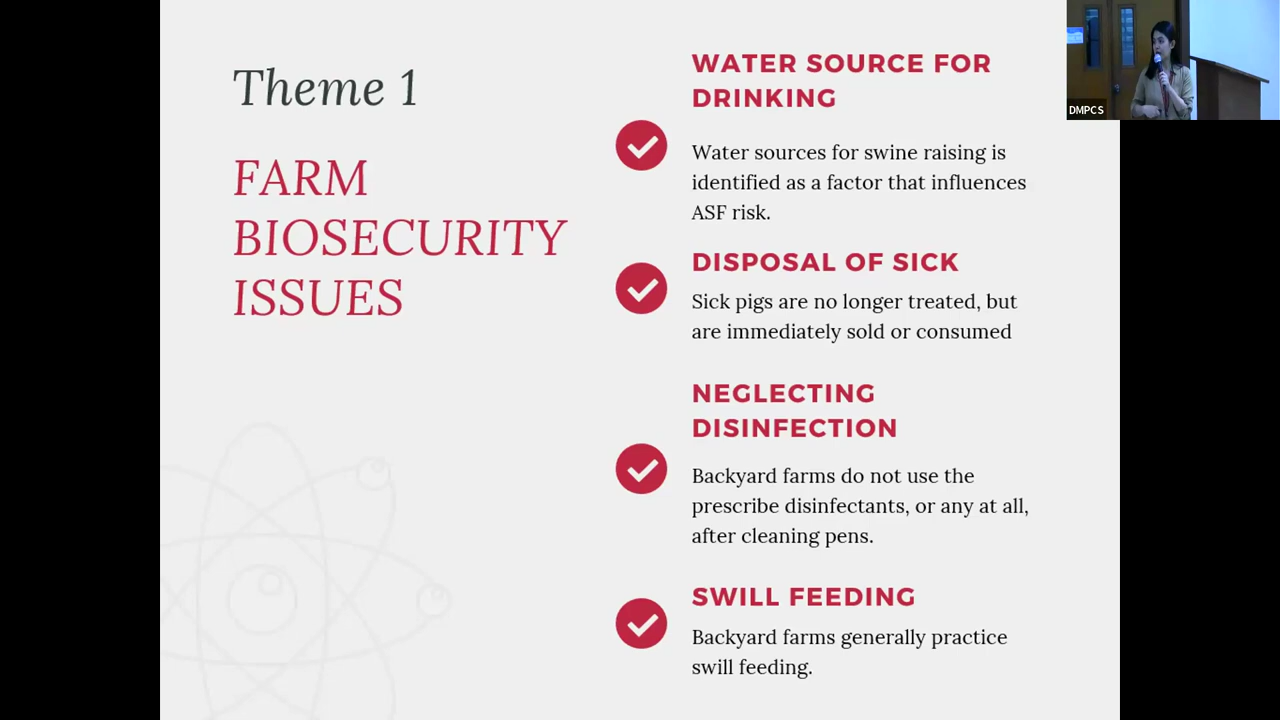 Theme 1
FARM
BIOSECURITY
ISSUES
WATER SOURCE FOR
DRINKING
Water sources for swine raising is
identified as a factor that influences
ASF risk.
DISPOSAL OF SICK
Sick pigs are no longer treated, but
are immediately sold or consumed
NEGLECTING
DISINFECTION
Backyard farms do not use the
prescribe disinfectants, or any at all,
after cleaning pens.
SWILL FEEDING
Backyard farms generally practice
swill feeding.
DMPCS